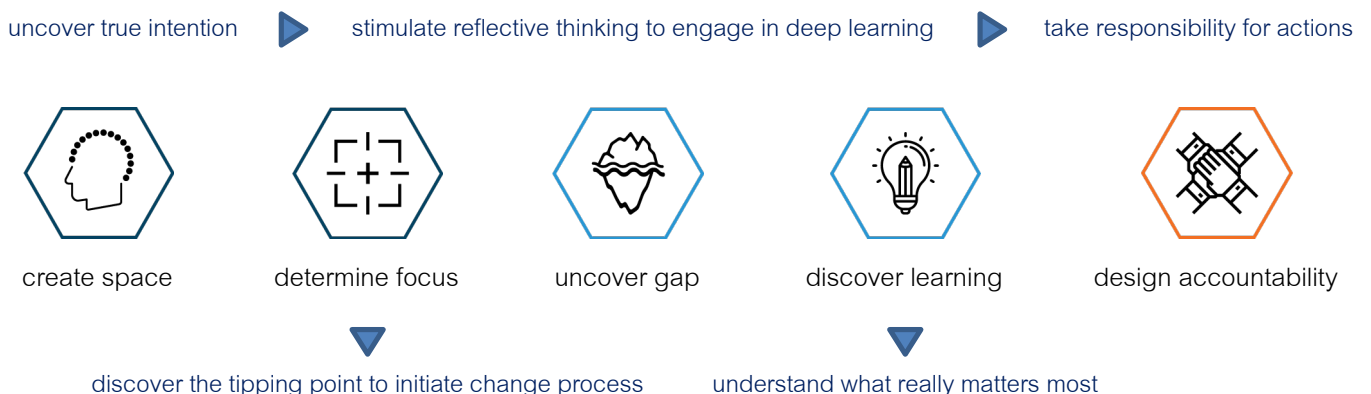 uncover true intention
stimulate reflective thinking to engage in deep learning
take responsibility for actions
create space
determine focus
uncover gap
discover learning
design accountability
discover the tipping point to initiate change process
understand what really matters most